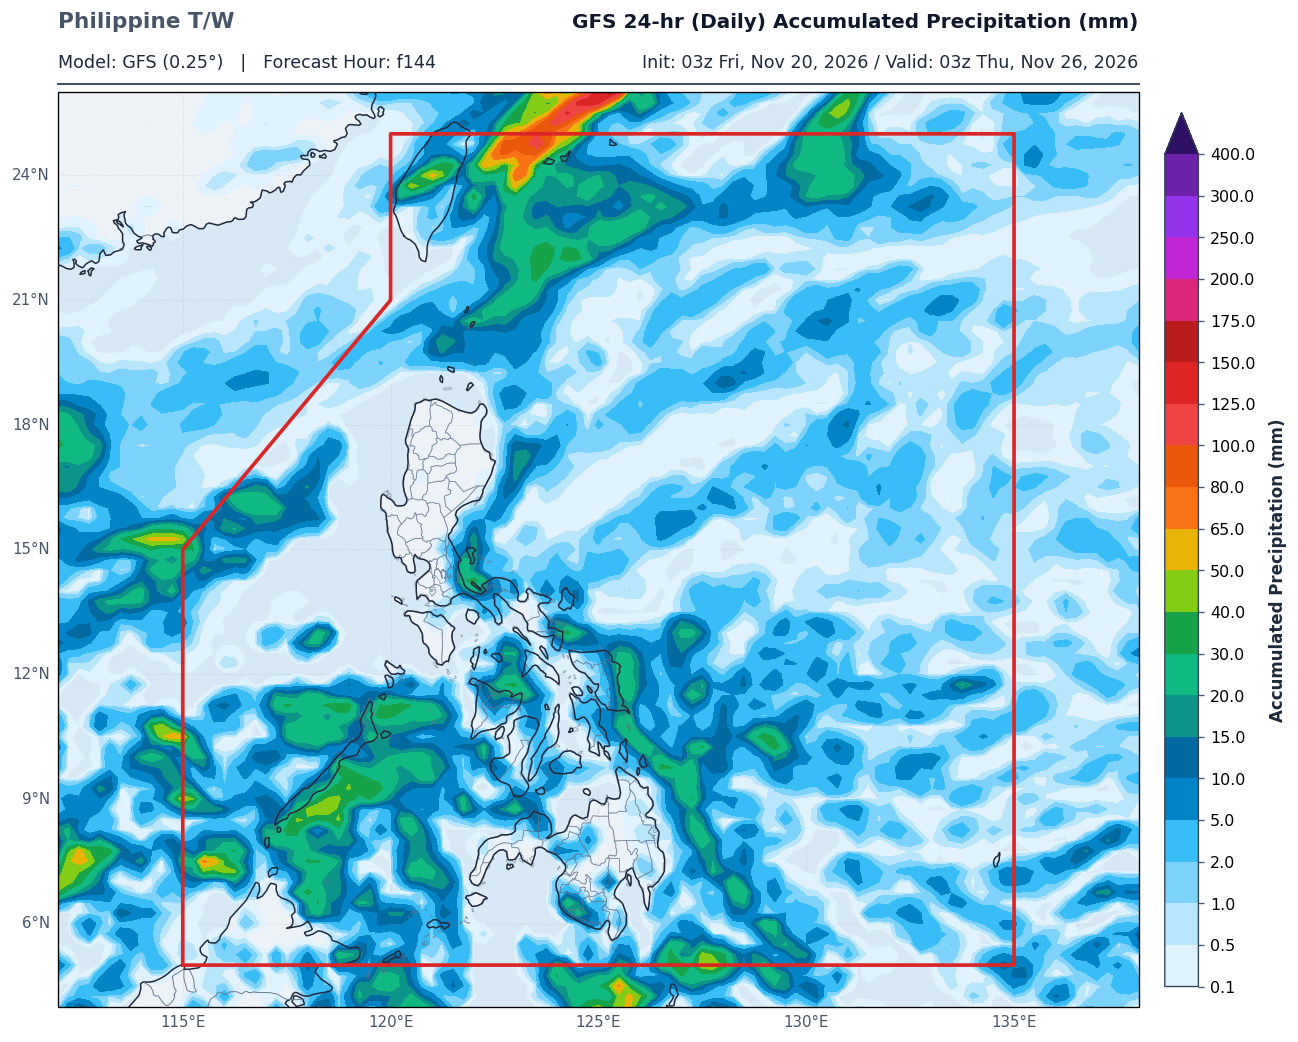 Philippine T/W
GFS 24-hr (Daily) Accumulated Precipitation (mm)
Model: GFS (0.25°) | Forecast Hour: f144
Init: 03z Fri, Nov 20, 2026 / Valid: 03z Thu, Nov 26, 2026
24°N
21°N
18°N
15°N
12°N
9°N
6°N
115°E
120°E
125°E
130°E
135°E
400.0
300.0
250.0
200.0
175.0
150.0
125.0
100.0
80.0
65.0
50.0
40.0
30.0
20.0
15.0
10.0
5.0
2.0
1.0
0.5
0.1
Accumulated Precipitation (mm)